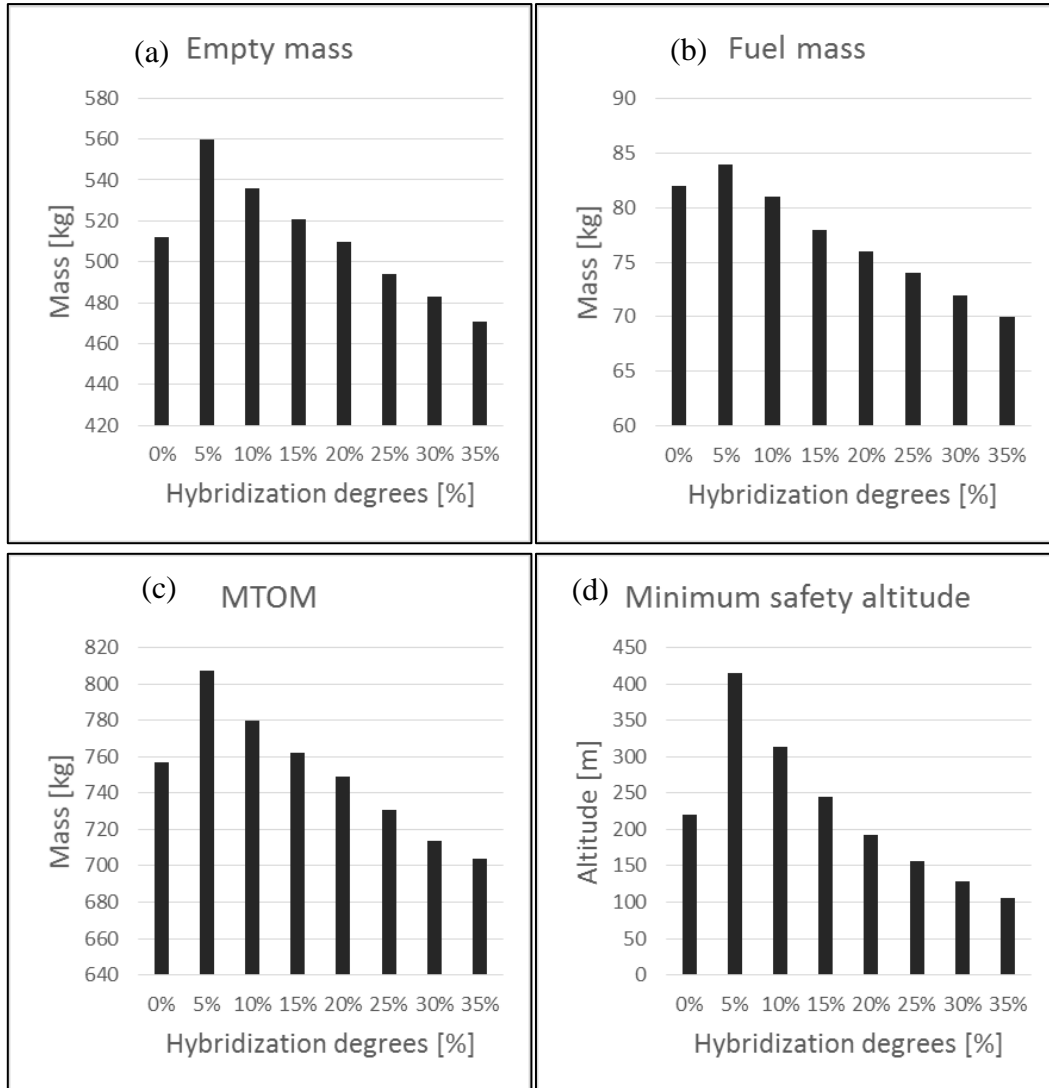 (a) Empty mass
580
560
540
520
500
480
460
440
420
Mass [kg]
0% 5% 10% 15% 20% 25% 30% 35%
Hybridization degrees [%]
(b) Fuel mass
90
85
80
75
70
65
60
Mass [kg]
0% 5% 10% 15% 20% 25% 30% 35%
Hybridization degrees [%]
(c) MTOM
820
800
780
760
740
720
700
680
660
640
Mass [kg]
0% 5% 10% 15% 20% 25% 30% 35%
Hybridization degrees [%]
(d) Minimum safety altitude
450
400
350
300
250
200
150
100
50
0
Altitude [m]
0% 5% 10% 15% 20% 25% 30% 35%
Hybridization degrees [%]